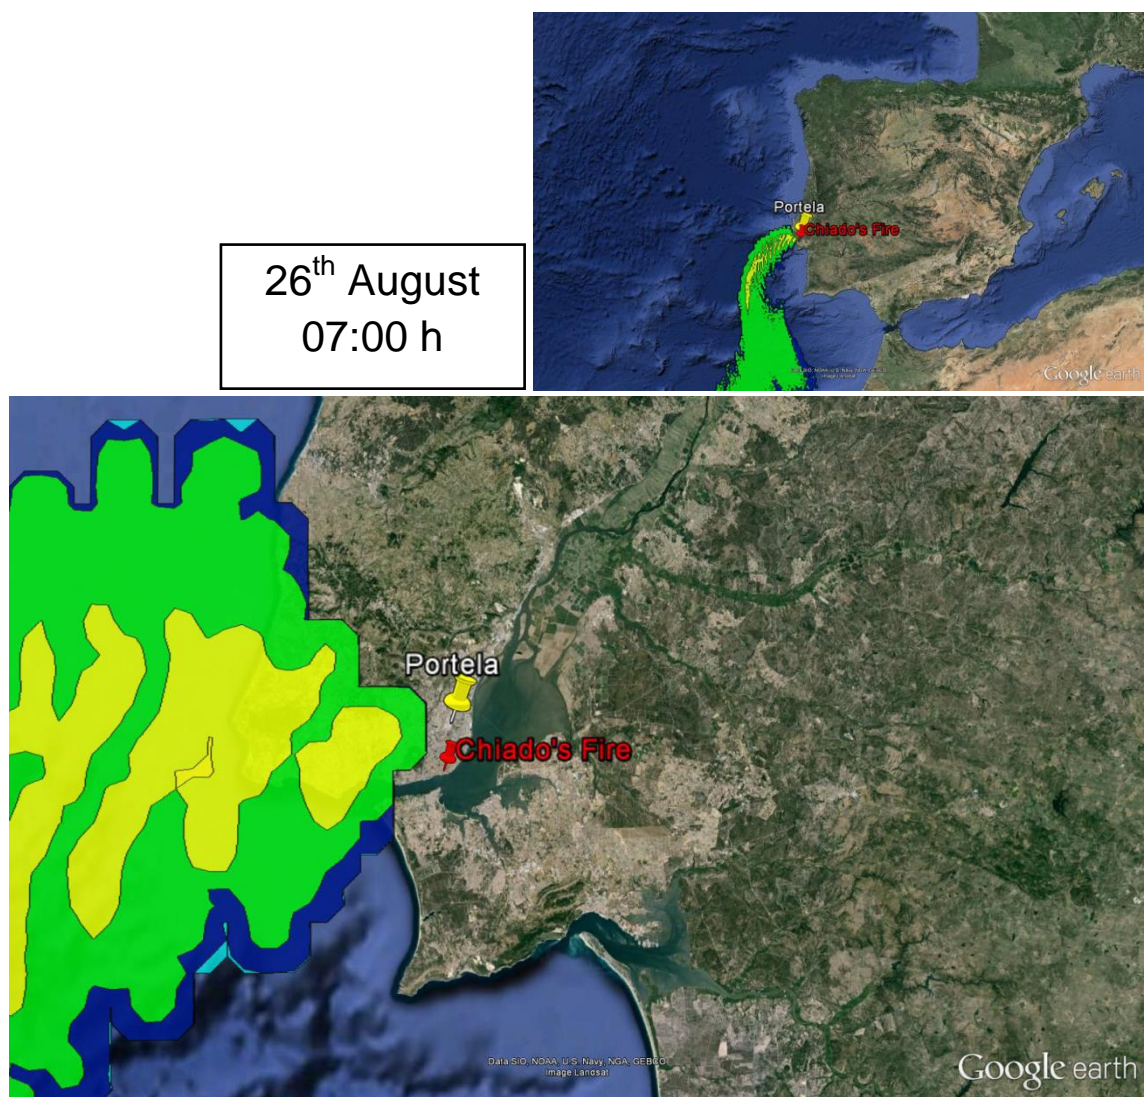 26th August
07:00 h
Portela
Chiado's Fire
Google earth
Portela
Chiado's Fire
Data SIO, NOAA, U.S. Navy, NGA, GEBCO
Image Landsat
Google earth